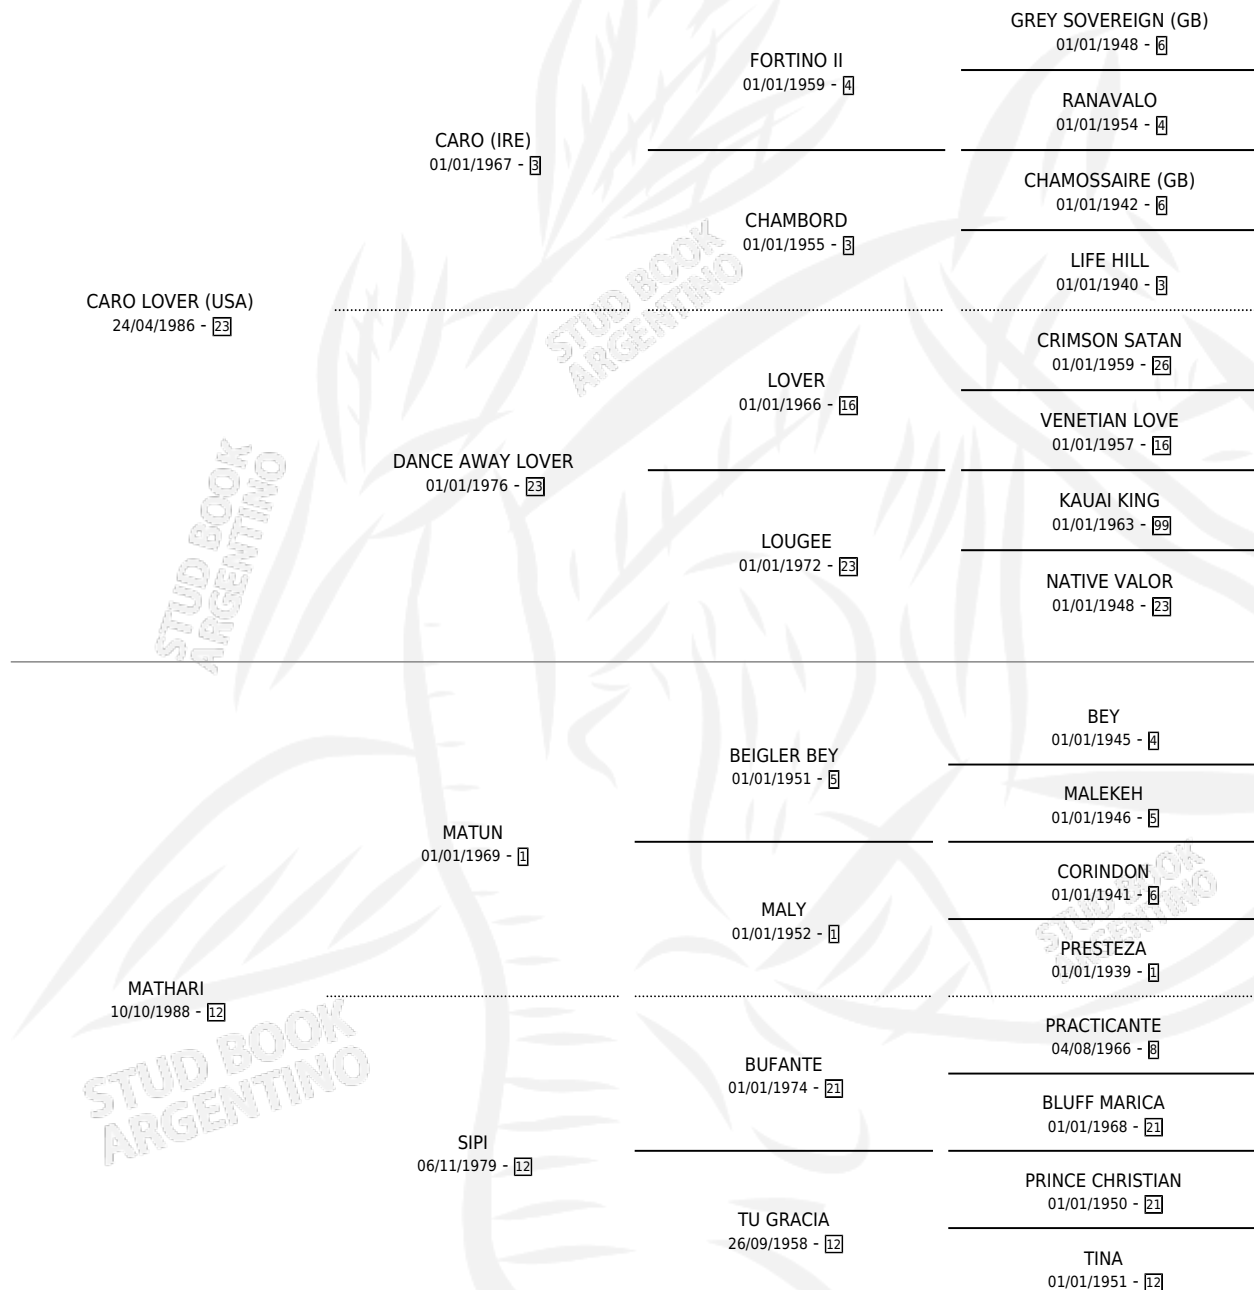 GREY SOVEREIGN (GB)
01/01/1948 - 6
FORTINO II
01/01/1959 - 4
RANAVALO
01/01/1954 - 4
CARO (IRE)
01/01/1967 - 3
CHAMOSSAIRE (GB)
01/01/1942 - 6
CHAMBORD
01/01/1955 - 3
LIFE HILL
01/01/1940 - 3
CARO LOVER (USA)
24/04/1986 - 23
CRIMSON SATAN
01/01/1959 - 26
LOVER
01/01/1966 - 16
VENETIAN LOVE
01/01/1957 - 16
DANCE AWAY LOVER
01/01/1976 - 23
KAUAI KING
01/01/1963 - 99
LOUGEE
01/01/1972 - 23
NATIVE VALOR
01/01/1948 - 23
BEY
01/01/1945 - 4
BEIGLER BEY
01/01/1951 - 5
MALEKEH
01/01/1946 - 5
MATUN
01/01/1969 - 1
CORINDON
01/01/1941 - 6
MALY
01/01/1952 - 1
PRESTEZA
01/01/1939 - 1
MATHARI
10/10/1988 - 12
PRACTICANTE
04/08/1966 - 8
BUFANTE
01/01/1974 - 21
BLUFF MARICA
01/01/1968 - 21
SIPI
06/11/1979 - 12
PRINCE CHRISTIAN
01/01/1950 - 21
TU GRACIA
26/09/1958 - 12
TINA
01/01/1951 - 12
STUD BOOK
ARGENTINO
STUD BOOK
ARGENTINO
STUD BOOK
ARGENTINO
STUD BOOK
ARGENTINO